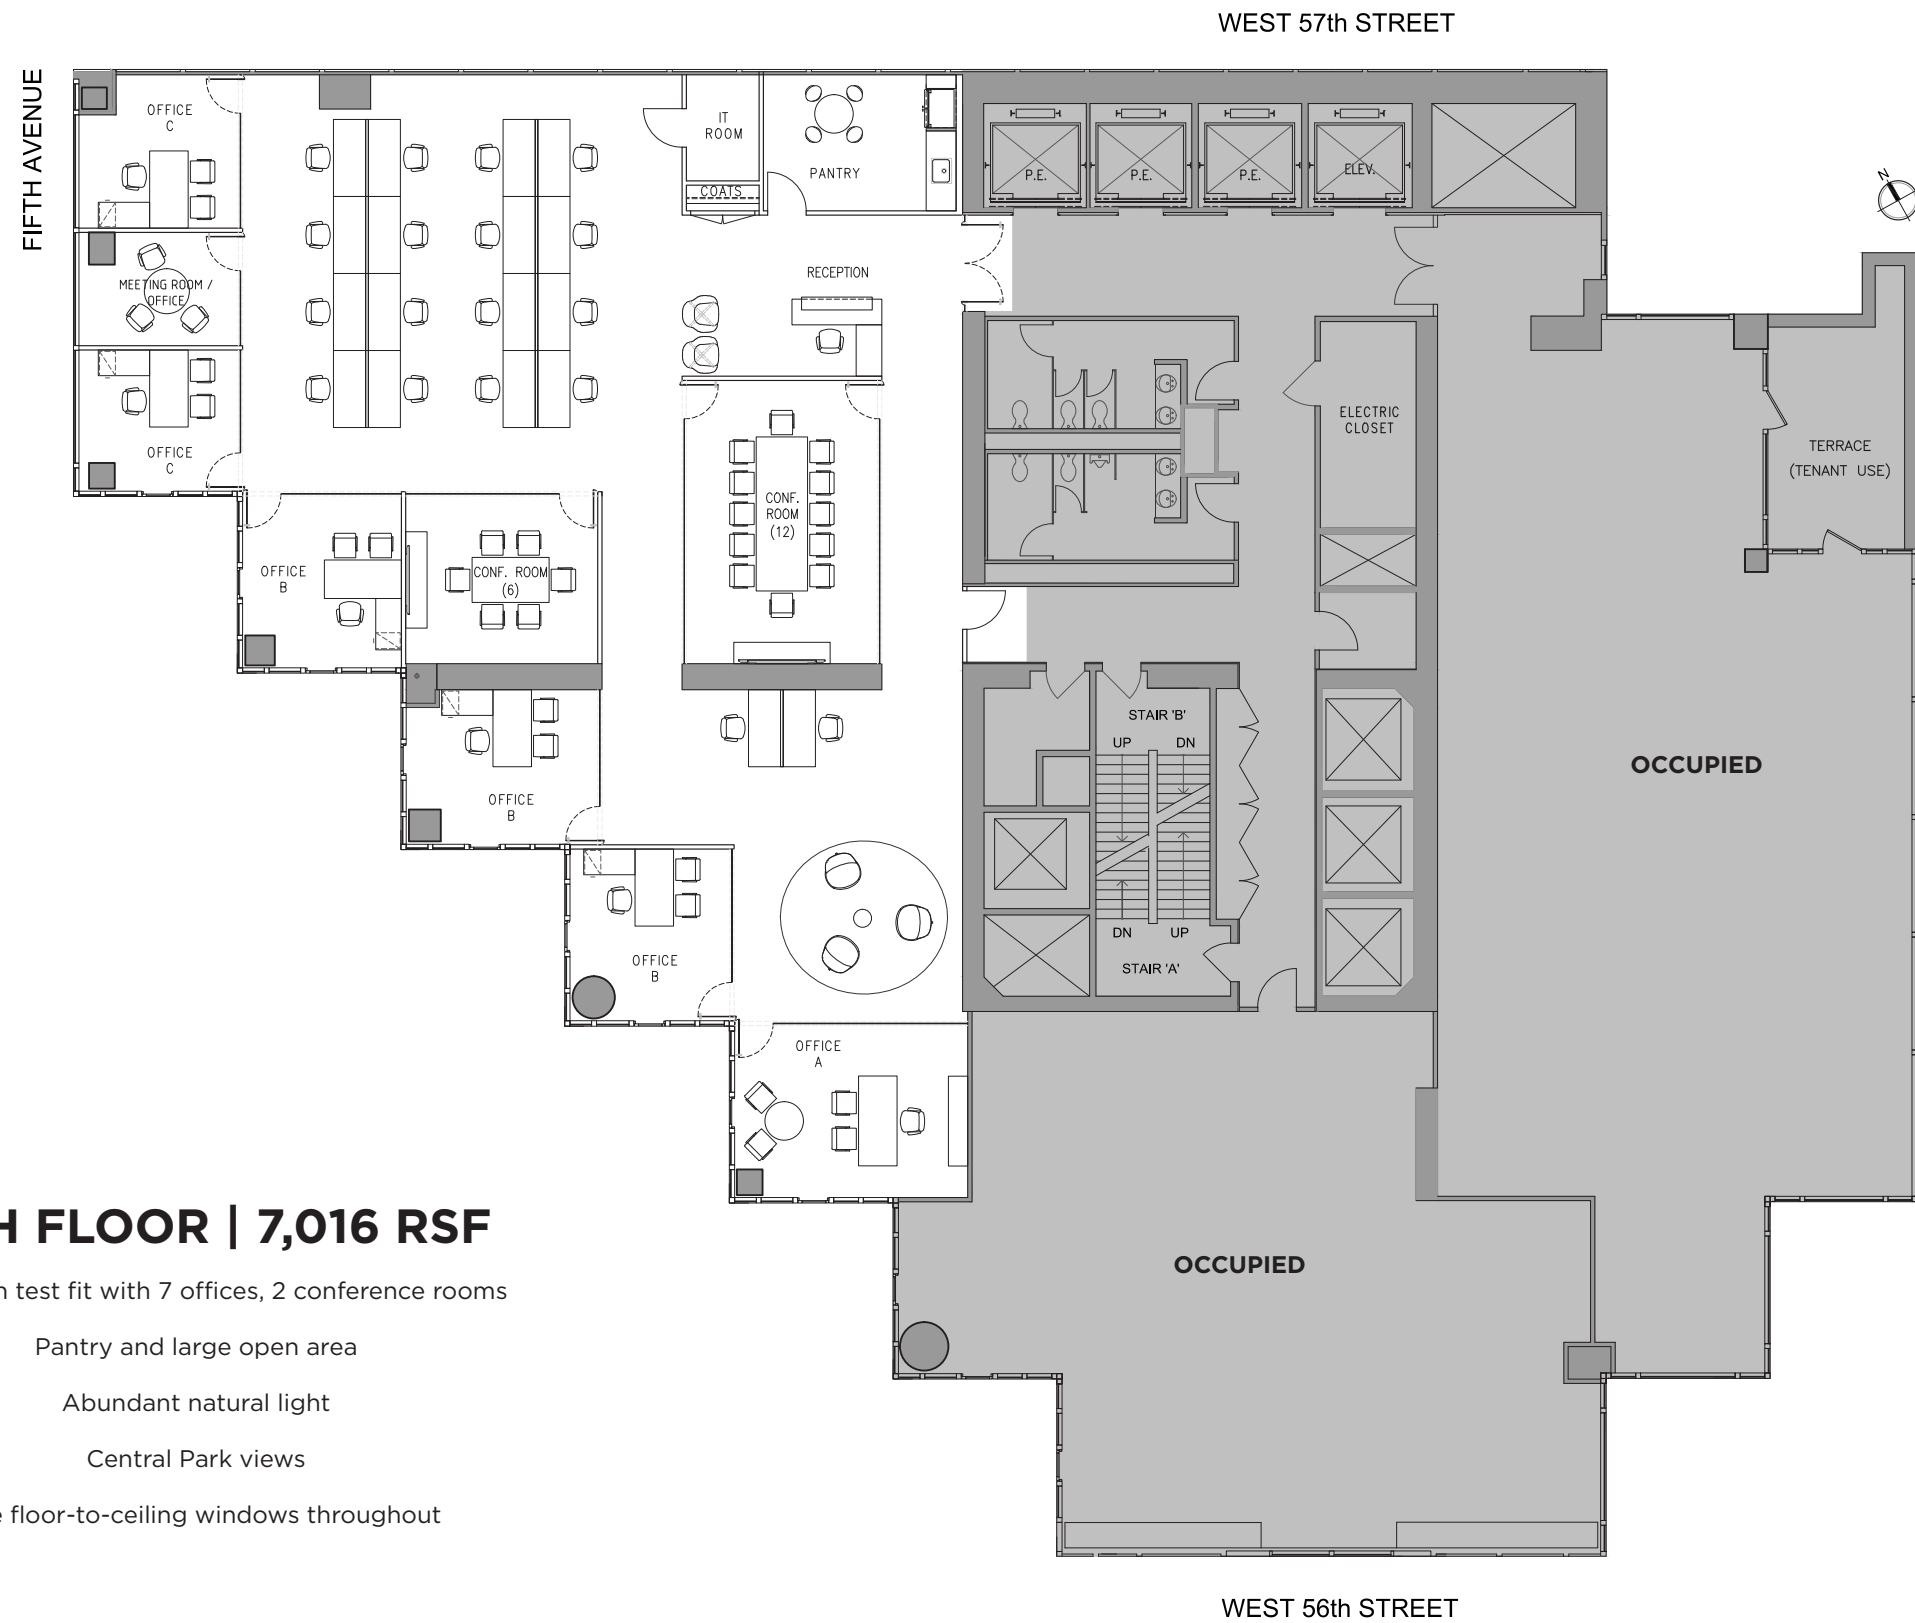 WEST 57th STREET
FIFTH AVENUE
N
OFFICE
C
IT
ROOM
COATS
PANTRY
P.E.
P.E.
P.E.
ELEV.
MEETING ROOM /
OFFICE
RECEPTION
OFFICE
C
CONF.
ROOM
(12)
ELECTRIC
CLOSET
TERRACE
(TENANT USE)
OFFICE
B
CONF. ROOM
(6)
STAIR 'B'
UP
DN
OCCUPIED
OFFICE
B
OFFICE
B
DN
UP
STAIR 'A'
OFFICE
A
H FLOOR | 7,016 RSF
test fit with 7 offices, 2 conference rooms
Pantry and large open area
Abundant natural light
Central Park views
floor-to-ceiling windows throughout
OCCUPIED
WEST 56th STREET